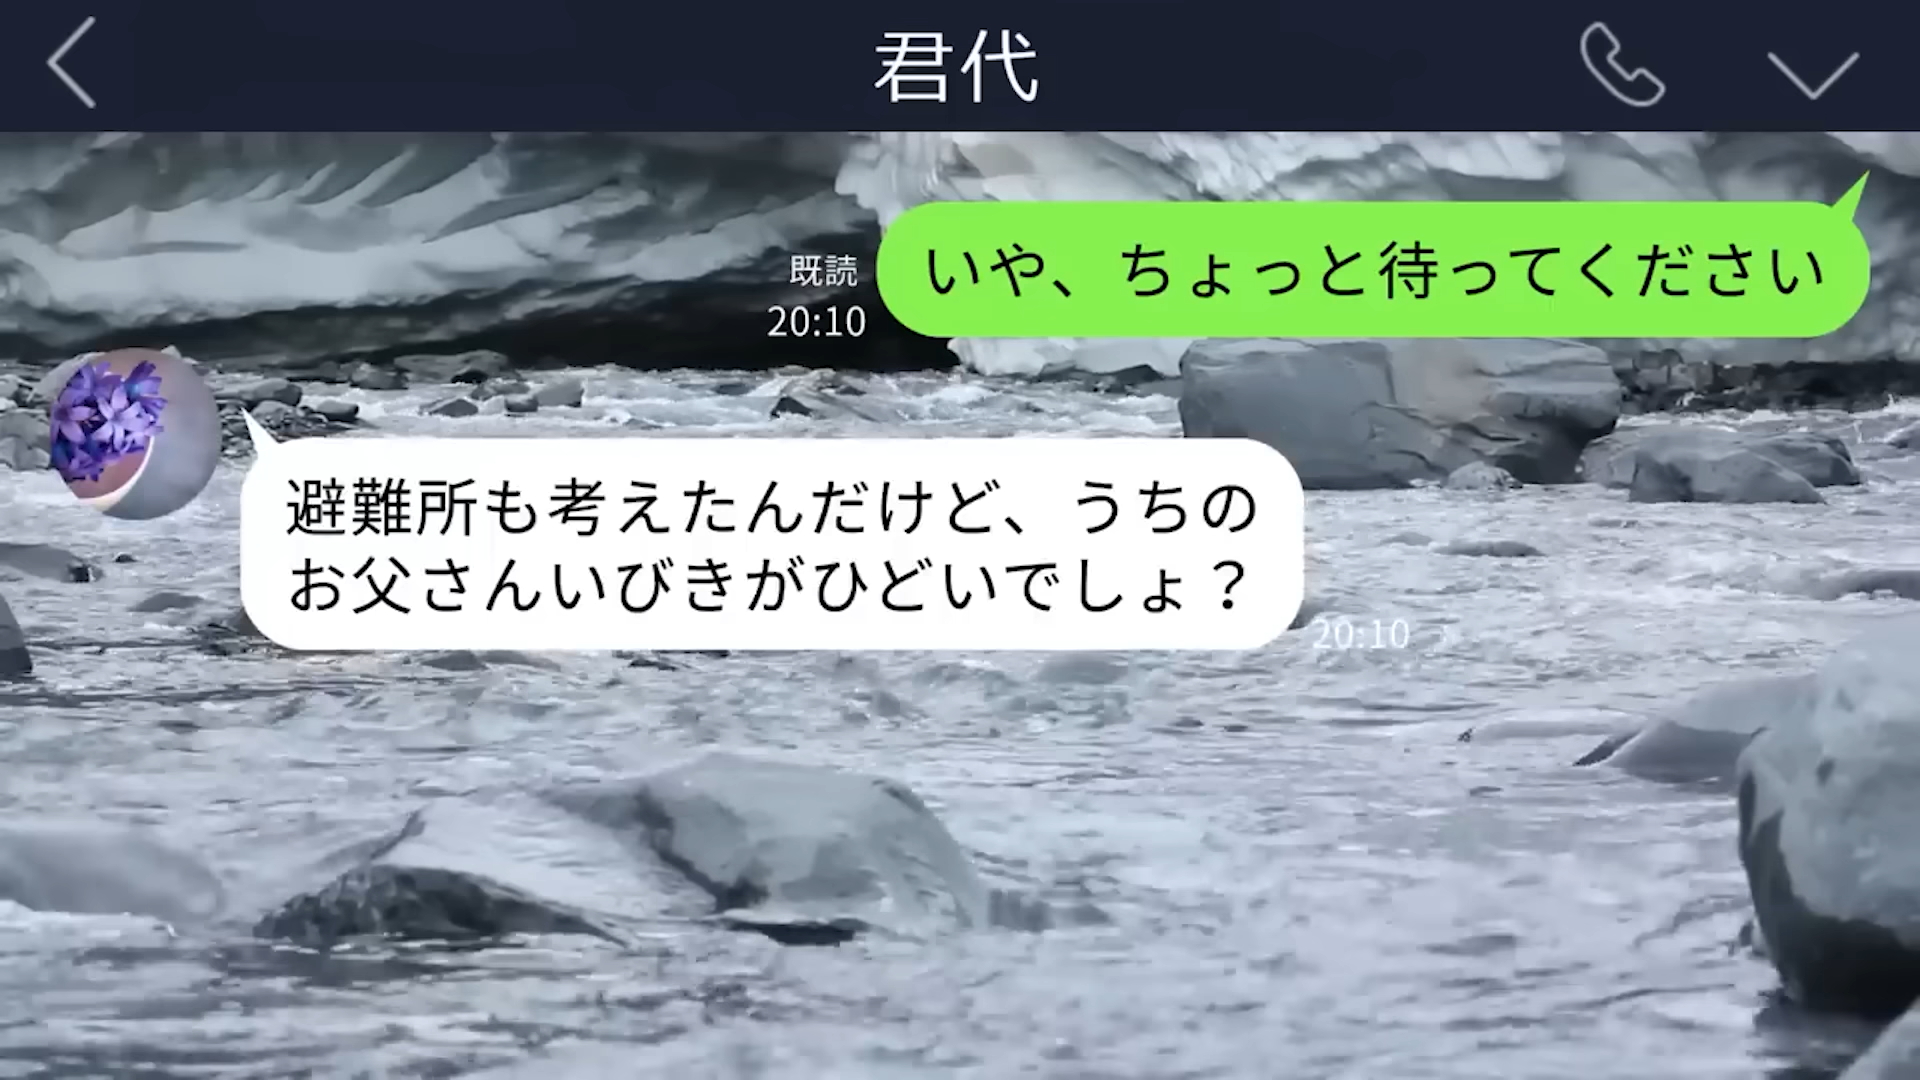 君代
いや、ちょっと待ってください
既読
20:10
避難所も考えたんだけど、うちの
お父さんいびきがひどいでしょ？
20:10